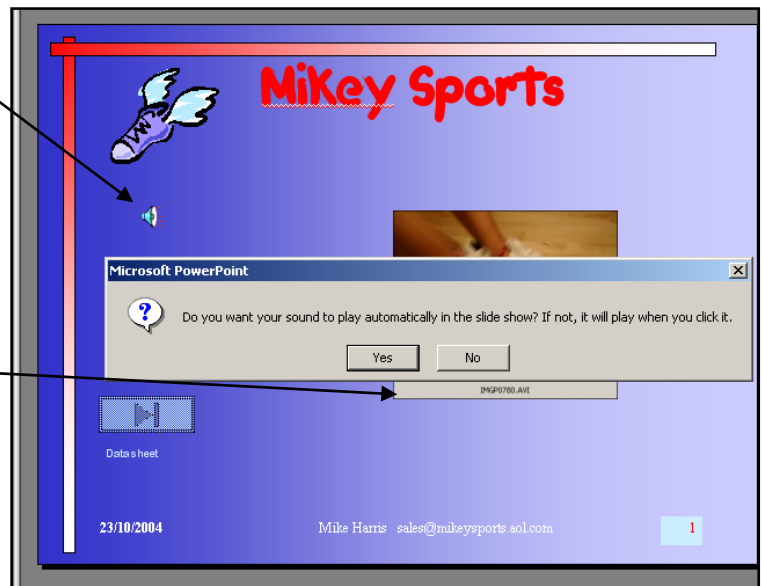 MiKey Sports
Microsoft PowerPoint
Do you want your sound to play automatically in the slide show? If not, it will play when you click it.
Yes No
IMGP0780.AVI
Datasheet
23/10/2004 Mike Harris sales@mikeysports.aol.com 1